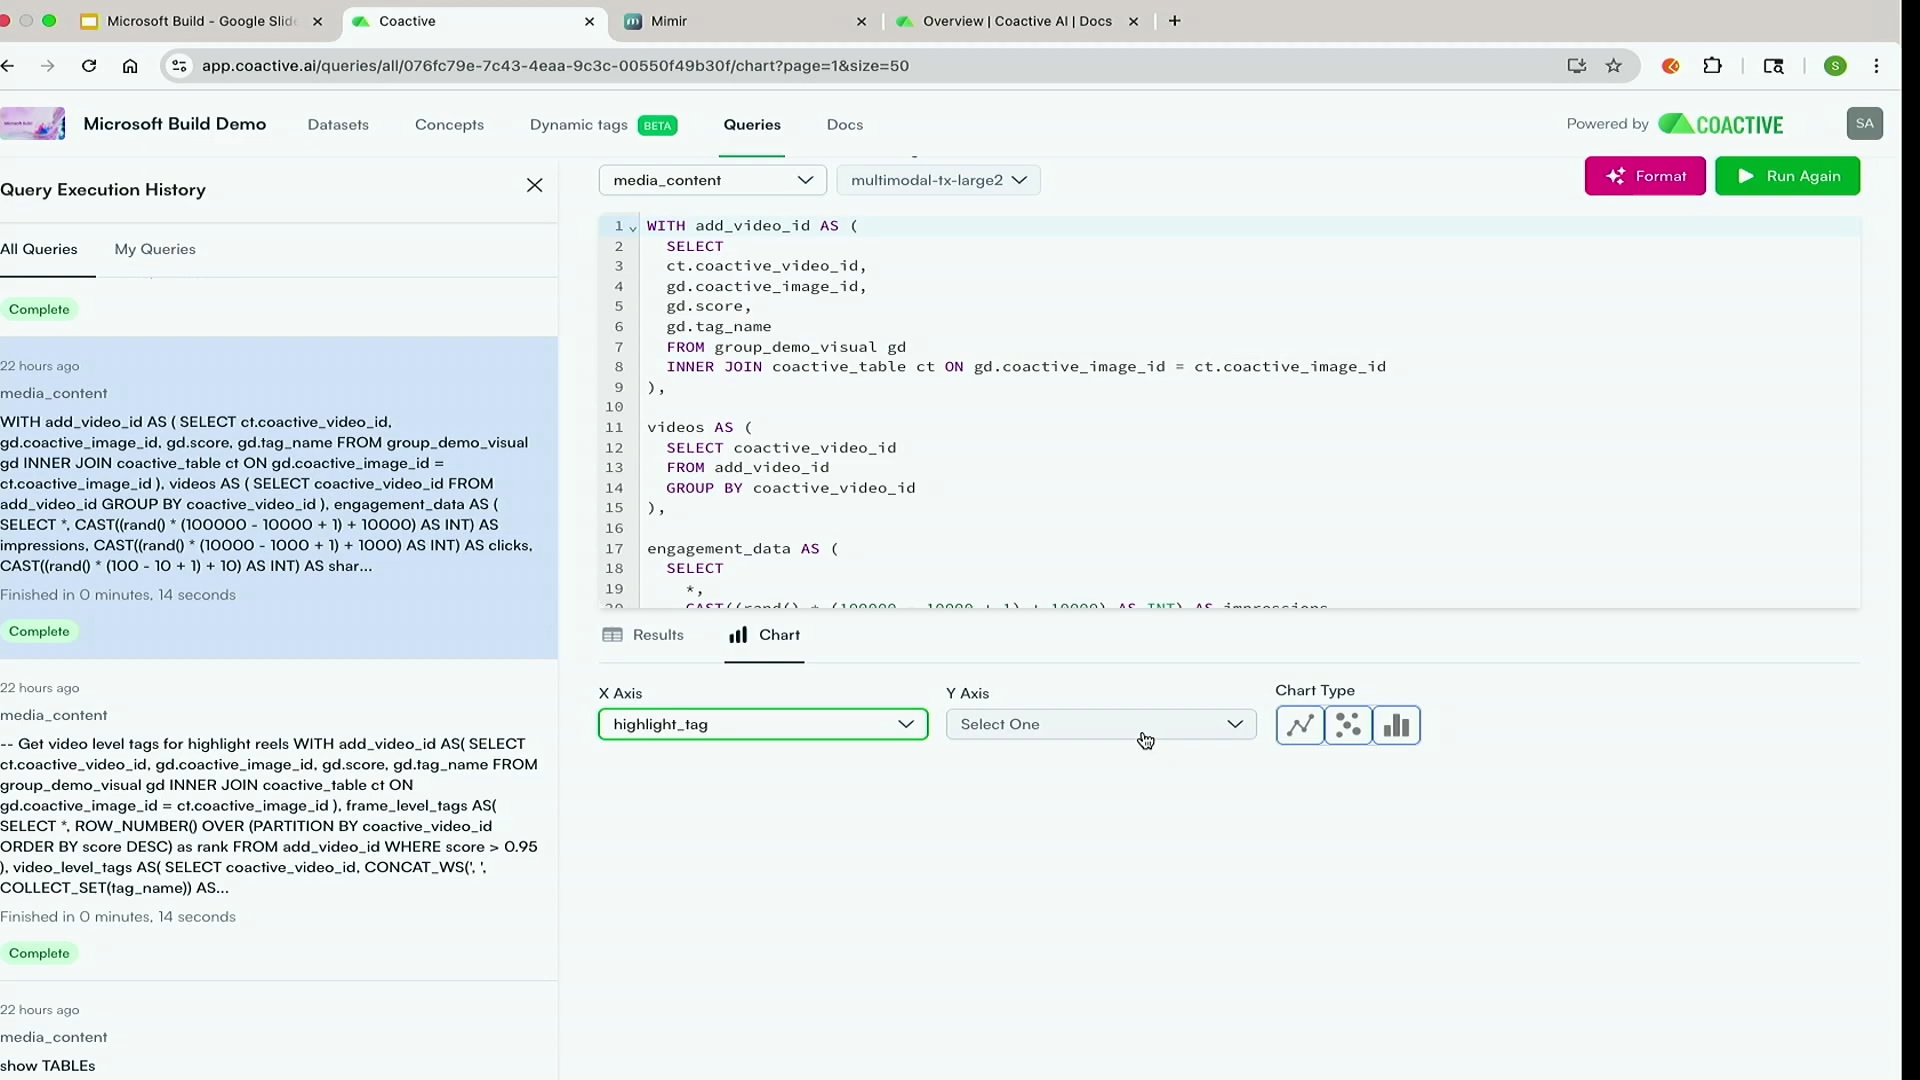 Microsoft Build - Google Slide
Coactive
Mimir
Overview | Coactive AI | Docs
app.coactive.ai/queries/all/076fc79e-7c43-4eaa-9c3c-00550f49b30f/chart?page=1&size=50
S
Microsoft Build Demo
Datasets
Concepts
Dynamic tags BETA
Queries
Docs
Powered by COACTIVE
SA
Query Execution History
All Queries
My Queries
Complete
22 hours ago
media_content
WITH add_video_id AS ( SELECT ct.coactive_video_id,
gd.coactive_image_id, gd.score, gd.tag_name FROM group_demo_visual
gd INNER JOIN coactive_table ct ON gd.coactive_image_id =
ct.coactive_image_id ), videos AS ( SELECT coactive_video_id FROM
add_video_id GROUP BY coactive_video_id ), engagement_data AS (
SELECT *, CAST((rand() * (100000 - 10000 + 1) + 10000) AS INT) AS
impressions, CAST((rand() * (10000 - 1000 + 1) + 1000) AS INT) AS clicks,
CAST((rand() * (100 - 10 + 1) + 10) AS INT) AS shar...
Finished in 0 minutes, 14 seconds
Complete
22 hours ago
media_content
-- Get video level tags for highlight reels WITH add_video_id AS( SELECT
ct.coactive_video_id, gd.coactive_image_id, gd.score, gd.tag_name FROM
group_demo_visual gd INNER JOIN coactive_table ct ON
gd.coactive_image_id = ct.coactive_image_id ), frame_level_tags AS(
SELECT *, ROW_NUMBER() OVER (PARTITION BY coactive_video_id
ORDER BY score DESC) as rank FROM add_video_id WHERE score > 0.95
), video_level_tags AS( SELECT coactive_video_id, CONCAT_WS(', ',
COLLECT_SET(tag_name)) AS...
Finished in 0 minutes, 14 seconds
Complete
22 hours ago
media_content
show TABLEs
media_content
multimodal-tx-large2
Format
Run Again
1 WITH add_video_id AS (
2 SELECT
3 ct.coactive_video_id,
4 gd.coactive_image_id,
5 gd.score,
6 gd.tag_name
7 FROM group_demo_visual gd
8 INNER JOIN coactive_table ct ON gd.coactive_image_id = ct.coactive_image_id
9 ),
10
11 videos AS (
12 SELECT coactive_video_id
13 FROM add_video_id
14 GROUP BY coactive_video_id
15 ),
16
17 engagement_data AS (
18 SELECT
19 *,
20 CAST((rand() * (100000 - 10000 + 1) + 10000) AS INT) AS impressions
Results
Chart
X Axis
Y Axis
Chart Type
highlight_tag
Select One